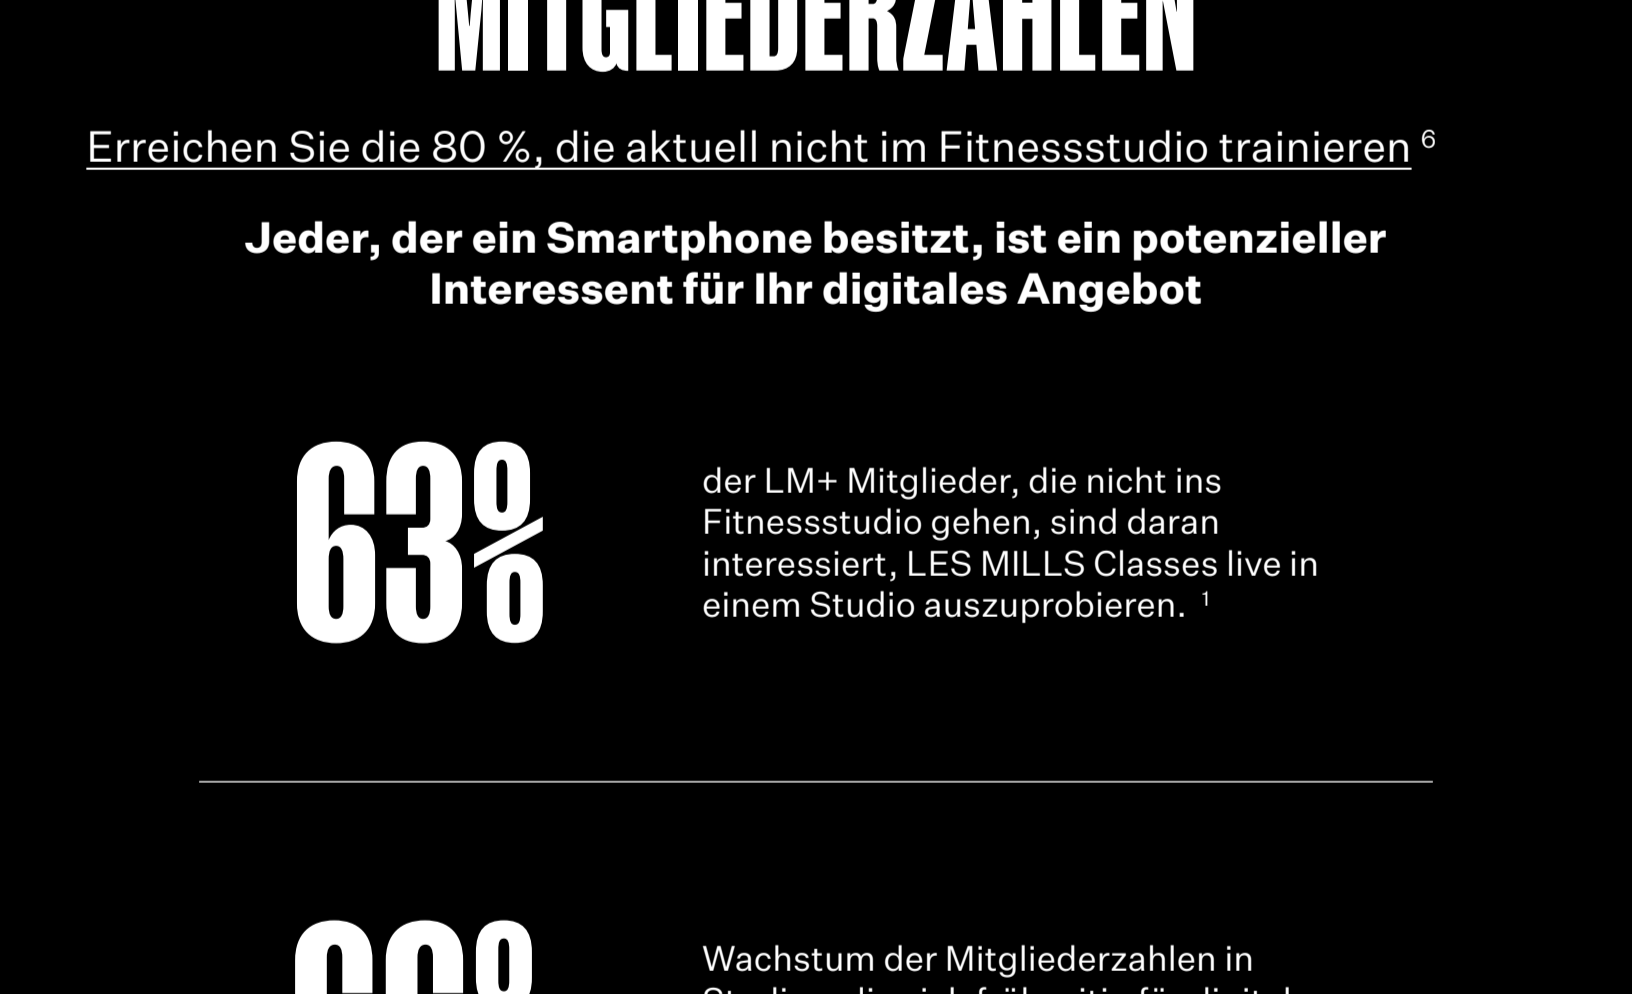 MITGLIEDERZAHLEN
Erreichen Sie die 80 %, die aktuell nicht im Fitnessstudio trainieren ⁶
Jeder, der ein Smartphone besitzt, ist ein potenzieller
Interessent für Ihr digitales Angebot
63%
der LM+ Mitglieder, die nicht ins
Fitnessstudio gehen, sind daran
interessiert, LES MILLS Classes live in
einem Studio auszuprobieren. ¹
Wachstum der Mitgliederzahlen in